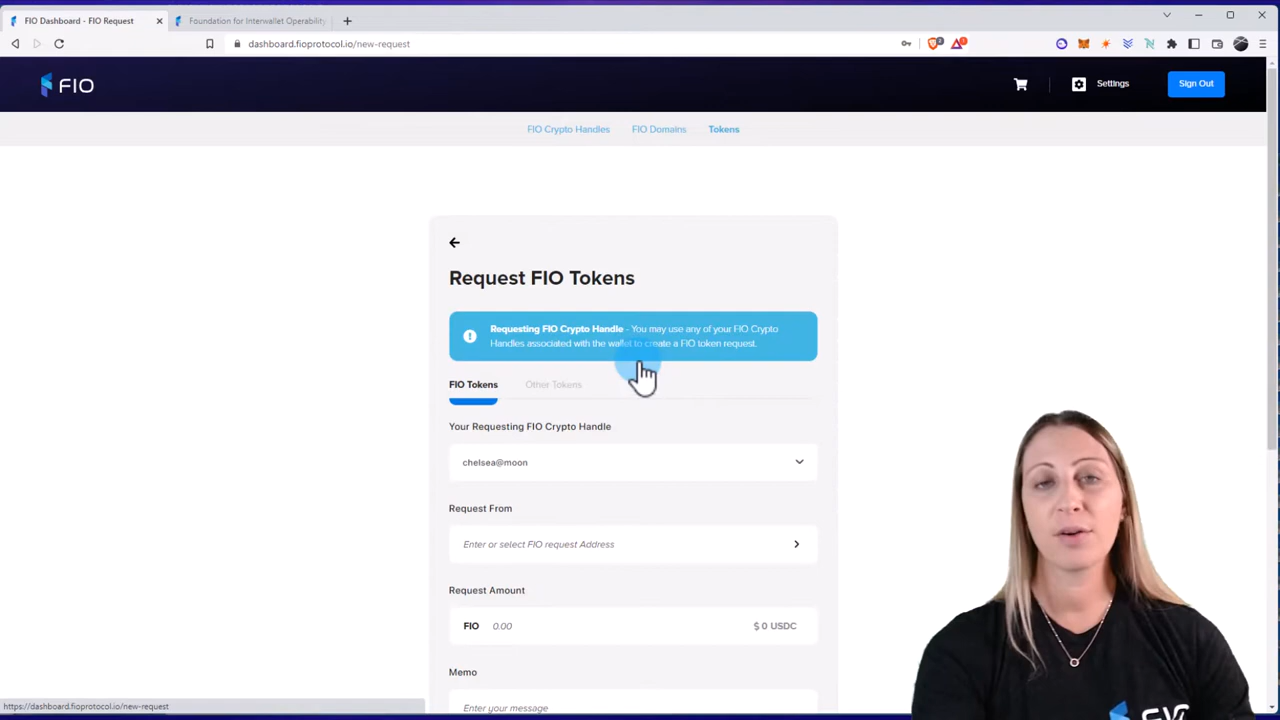 FIO Dashboard - FIO Request
Foundation for Interwallet Operability
dashboard.fioprotocol.io/new-request
FIO
Settings
Sign Out
FIO Crypto Handles
FIO Domains
Tokens
Request FIO Tokens
Requesting FIO Crypto Handle - You may use any of your FIO Crypto
Handles associated with the wallet to create a FIO token request.
FIO Tokens
Other Tokens
Your Requesting FIO Crypto Handle
chelsea@moon
Request From
Enter or select FIO request Address
Request Amount
FIO 0.00 $ 0 USDC
Memo
Enter your message
https://dashboard.fioprotocol.io/new-request